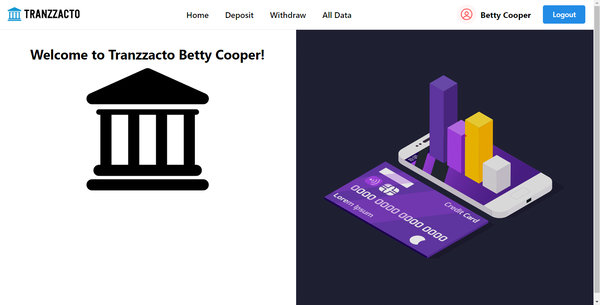 TRANZZACTO
Home
Deposit
Withdraw
All Data
Betty Cooper
Logout
Welcome to Tranzzacto Betty Cooper!
0000 0000 0000 0000
Lorem Ipsum
Credit Card